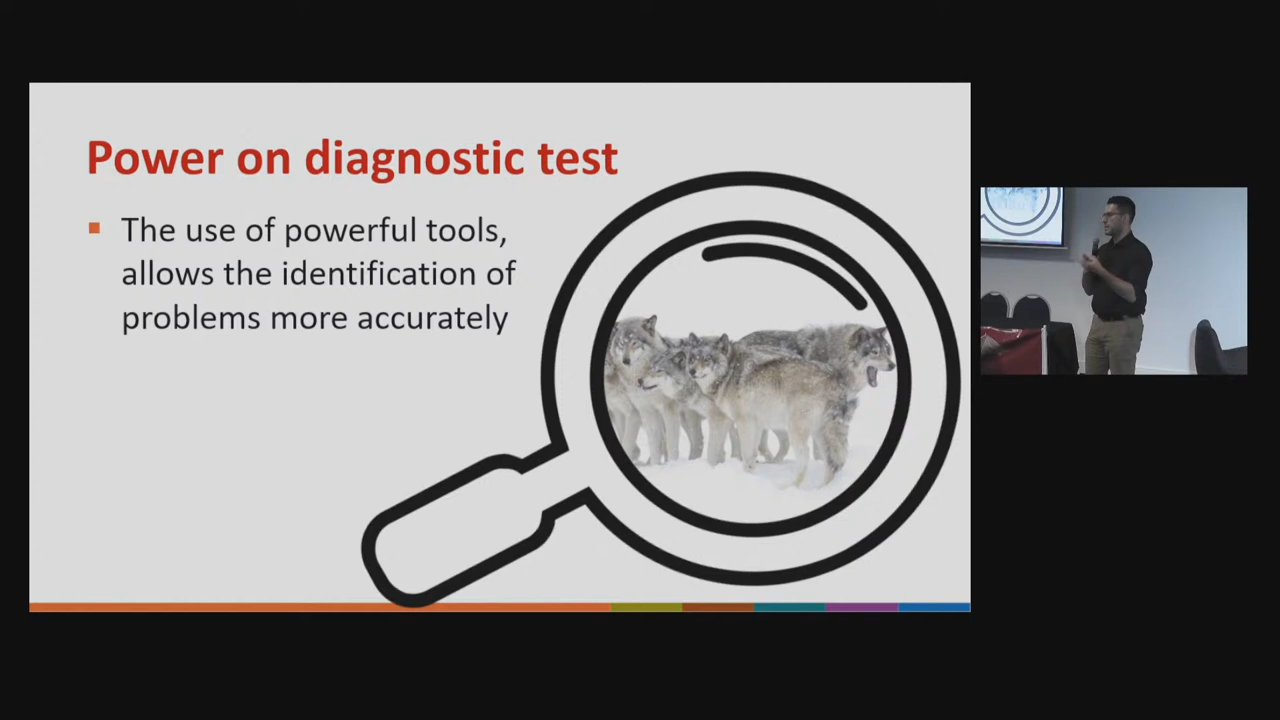 Power on diagnostic test
The use of powerful tools,
allows the identification of
problems more accurately